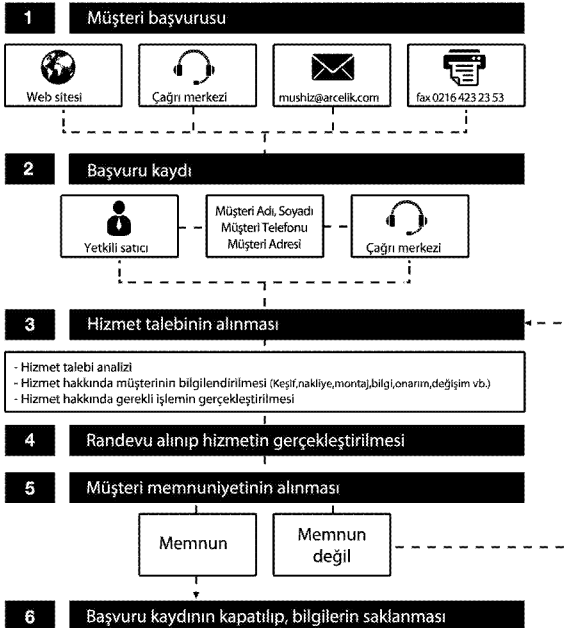 1 Müşteri başvurusu
Web sitesi
Çağrı merkezi
mushiz@arcelik.com
fax 0216 423 23 53
2 Başvuru kaydı
Yetkili satıcı
Müşteri Adı, Soyadı
Müşteri Telefonu
Müşteri Adresi
Çağrı merkezi
3 Hizmet talebinin alınması
- Hizmet talebi analizi
- Hizmet hakkında müşterinin bilgilendirilmesi (Keşif,nakliye,montaj,bilgi,onarım,değişim vb.)
- Hizmet hakkında gerekli işlemin gerçekleştirilmesi
4 Randevu alınıp hizmetin gerçekleştirilmesi
5 Müşteri memnuniyetinin alınması
Memnun
Memnun
değil
6 Başvuru kaydının kapatılıp, bilgilerin saklanması